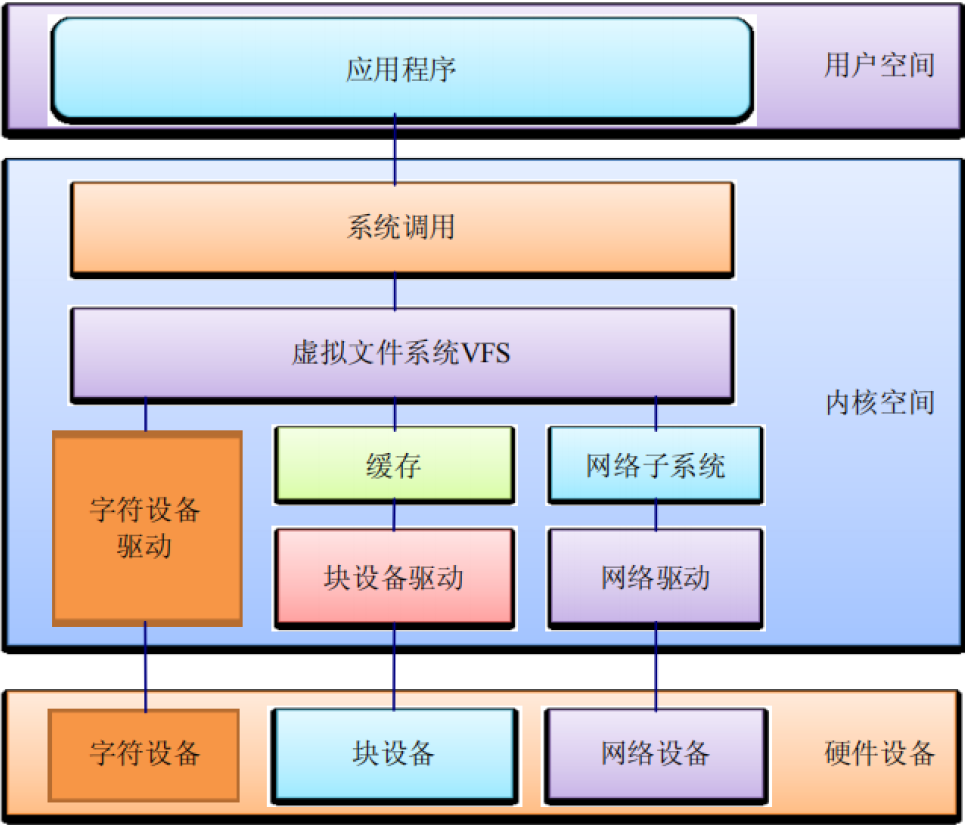 应用程序
用户空间
系统调用
虚拟文件系统VFS
内核空间
缓存
网络子系统
字符设备
驱动
块设备驱动
网络驱动
字符设备
块设备
网络设备
硬件设备